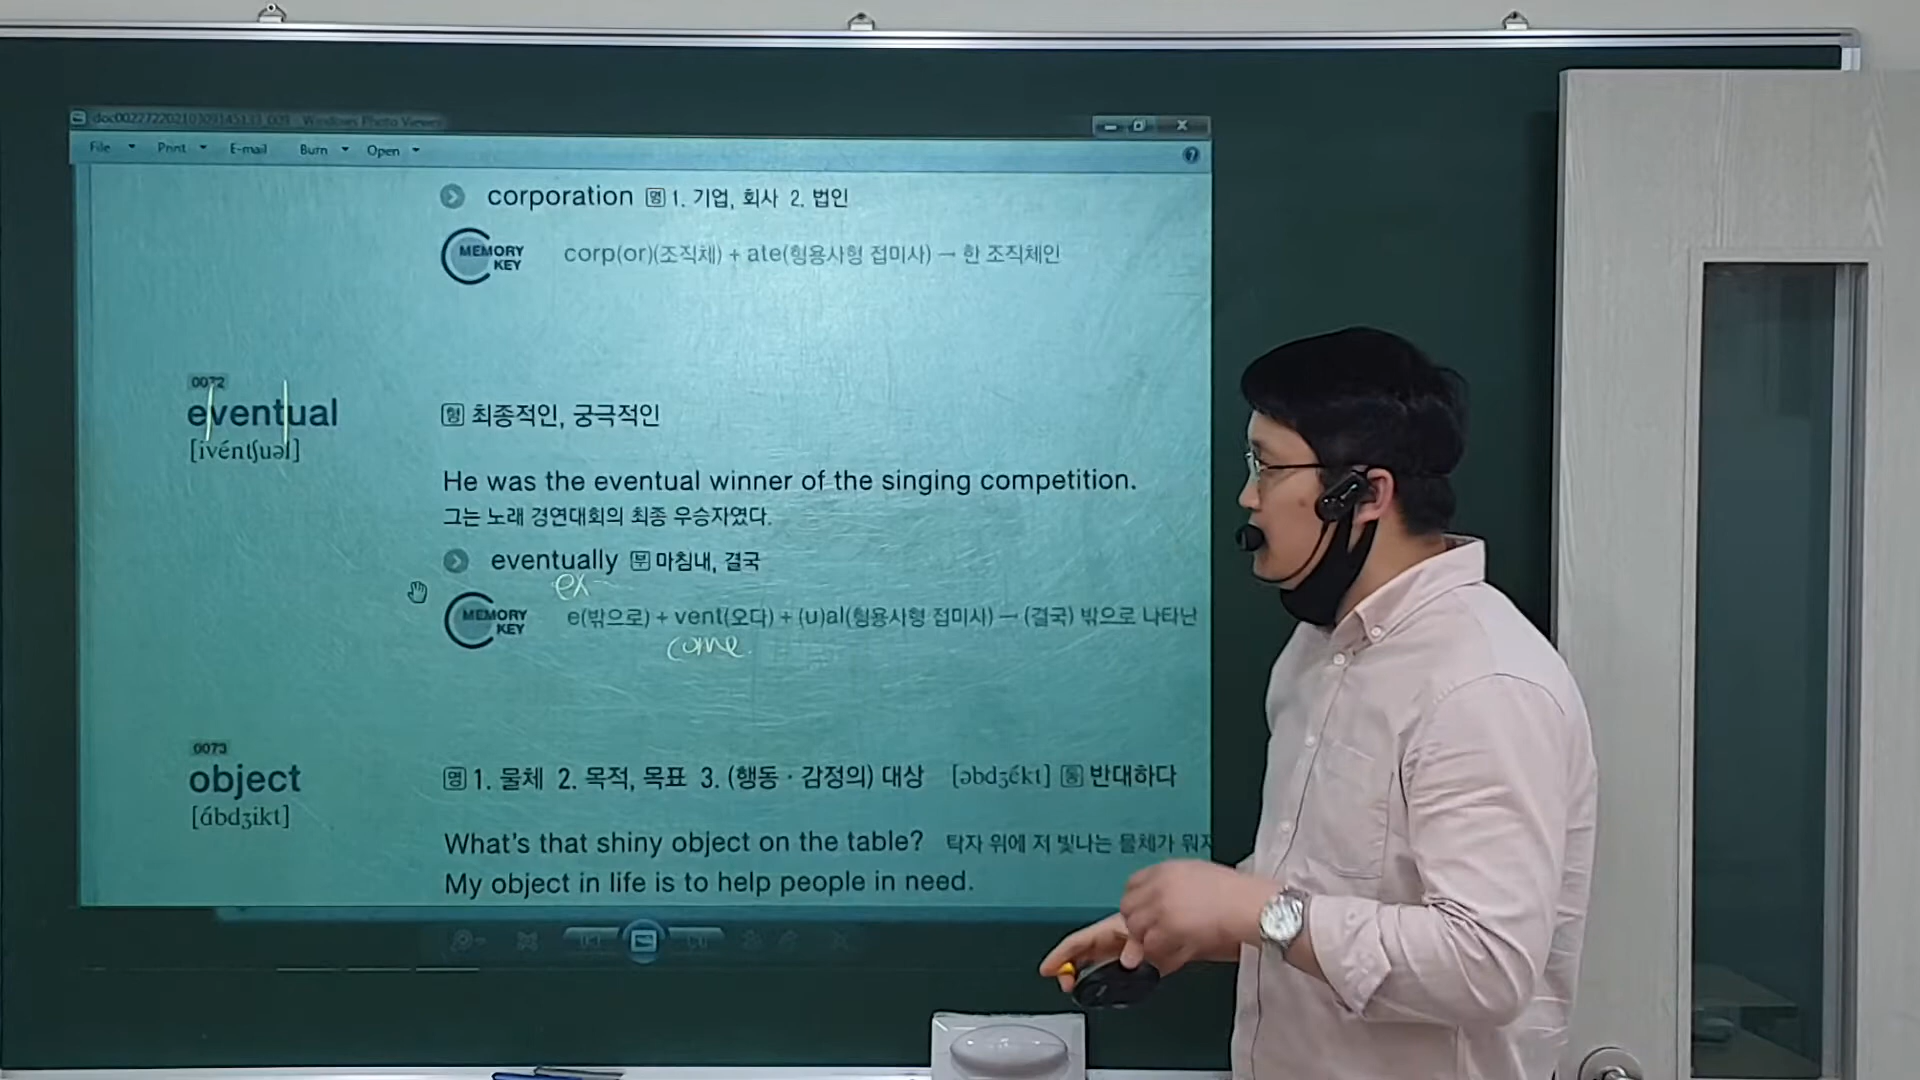 doc00227220210309145133_009 - Windows Photo Viewer
File Print E-mail Burn Open
corporation 명 1. 기업, 회사 2. 법인
MEMORY KEY corp(or)(조직체) + ate(형용사형 접미사) → 한 조직체인
0072
eventual 형 최종적인, 궁극적인
[ivéntʃuəl]
He was the eventual winner of the singing competition.
그는 노래 경연대회의 최종 우승자였다.
eventually 부 마침내, 결국
ex
MEMORY KEY e(밖으로) + vent(오다) + (u)al(형용사형 접미사) → (결국) 밖으로 나타난
come
0073
object 명 1. 물체 2. 목적, 목표 3. (행동·감정의) 대상 [əbdʒékt] 동 반대하다
[ábdʒikt]
What's that shiny object on the table? 탁자 위에 저 빛나는 물체가 뭐지
My object in life is to help people in need.